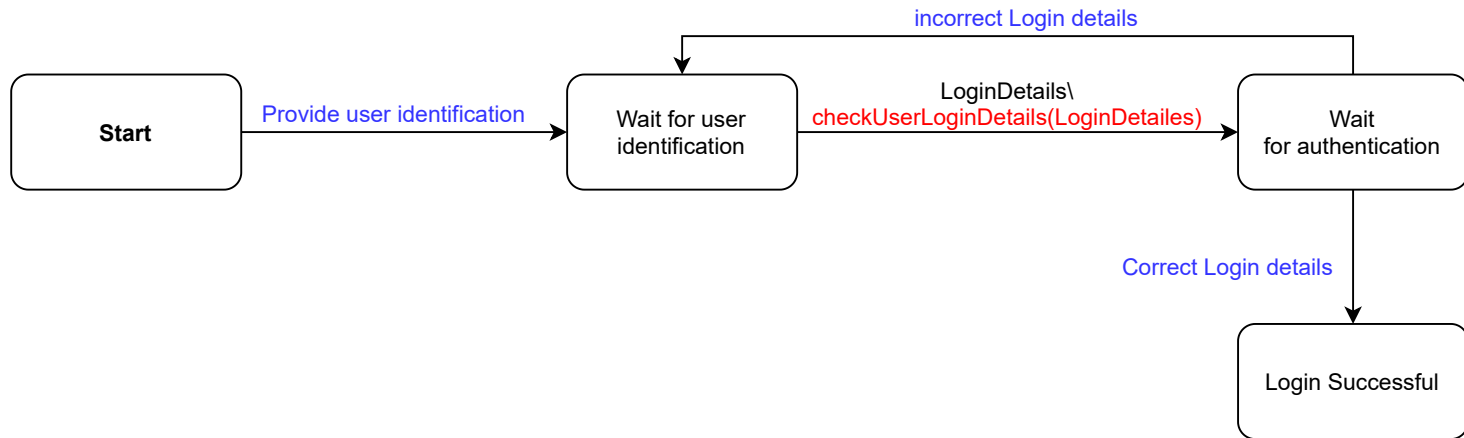 incorrect Login details
Start
Provide user identification
Wait for user
identification
LoginDetails\
checkUserLoginDetails(LoginDetailes)
Wait
for authentication
Correct Login details
Login Successful